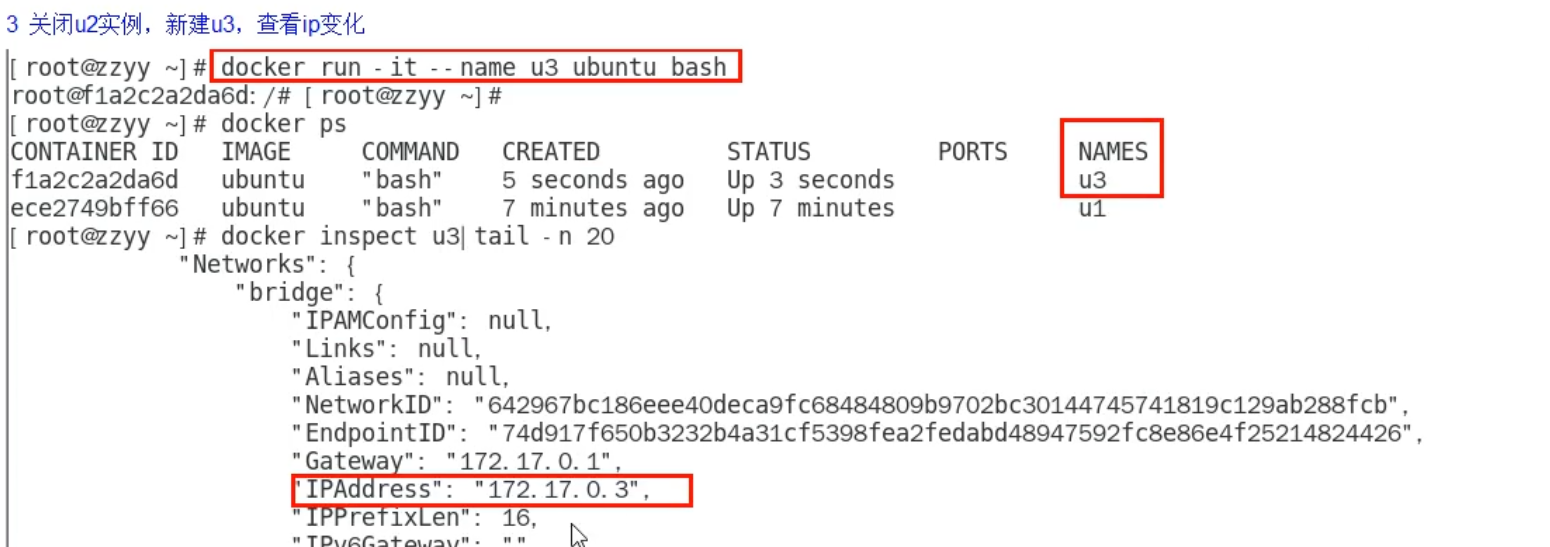 3 关闭u2实例，新建u3，查看ip变化
[ root@zzyy ~]# docker run -it --name u3 ubuntu bash
root@f1a2c2a2da6d:/# [ root@zzyy ~]#
[ root@zzyy ~]# docker ps
CONTAINER ID   IMAGE     COMMAND   CREATED         STATUS         PORTS     NAMES
f1a2c2a2da6d   ubuntu    "bash"    5 seconds ago   Up 3 seconds             u3
ece2749bff66   ubuntu    "bash"    7 minutes ago   Up 7 minutes             u1
[ root@zzyy ~]# docker inspect u3|tail -n 20
            "Networks": {
                "bridge": {
                    "IPAMConfig": null,
                    "Links": null,
                    "Aliases": null,
                    "NetworkID": "642967bc186eee40deca9fc68484809b9702bc30144745741819c129ab288fcb",
                    "EndpointID": "74d917f650b3232b4a31cf5398fea2fedabd48947592fc8e86e4f25214824426",
                    "Gateway": "172.17.0.1",
                    "IPAddress": "172.17.0.3",
                    "IPPrefixLen": 16,
                    "IPv6Gateway": ""